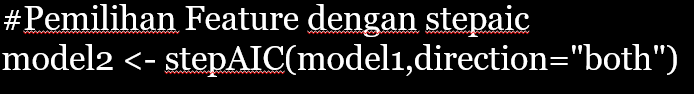 #Pemilihan Feature dengan stepaic
model2 <- stepAIC(model1,direction="both")